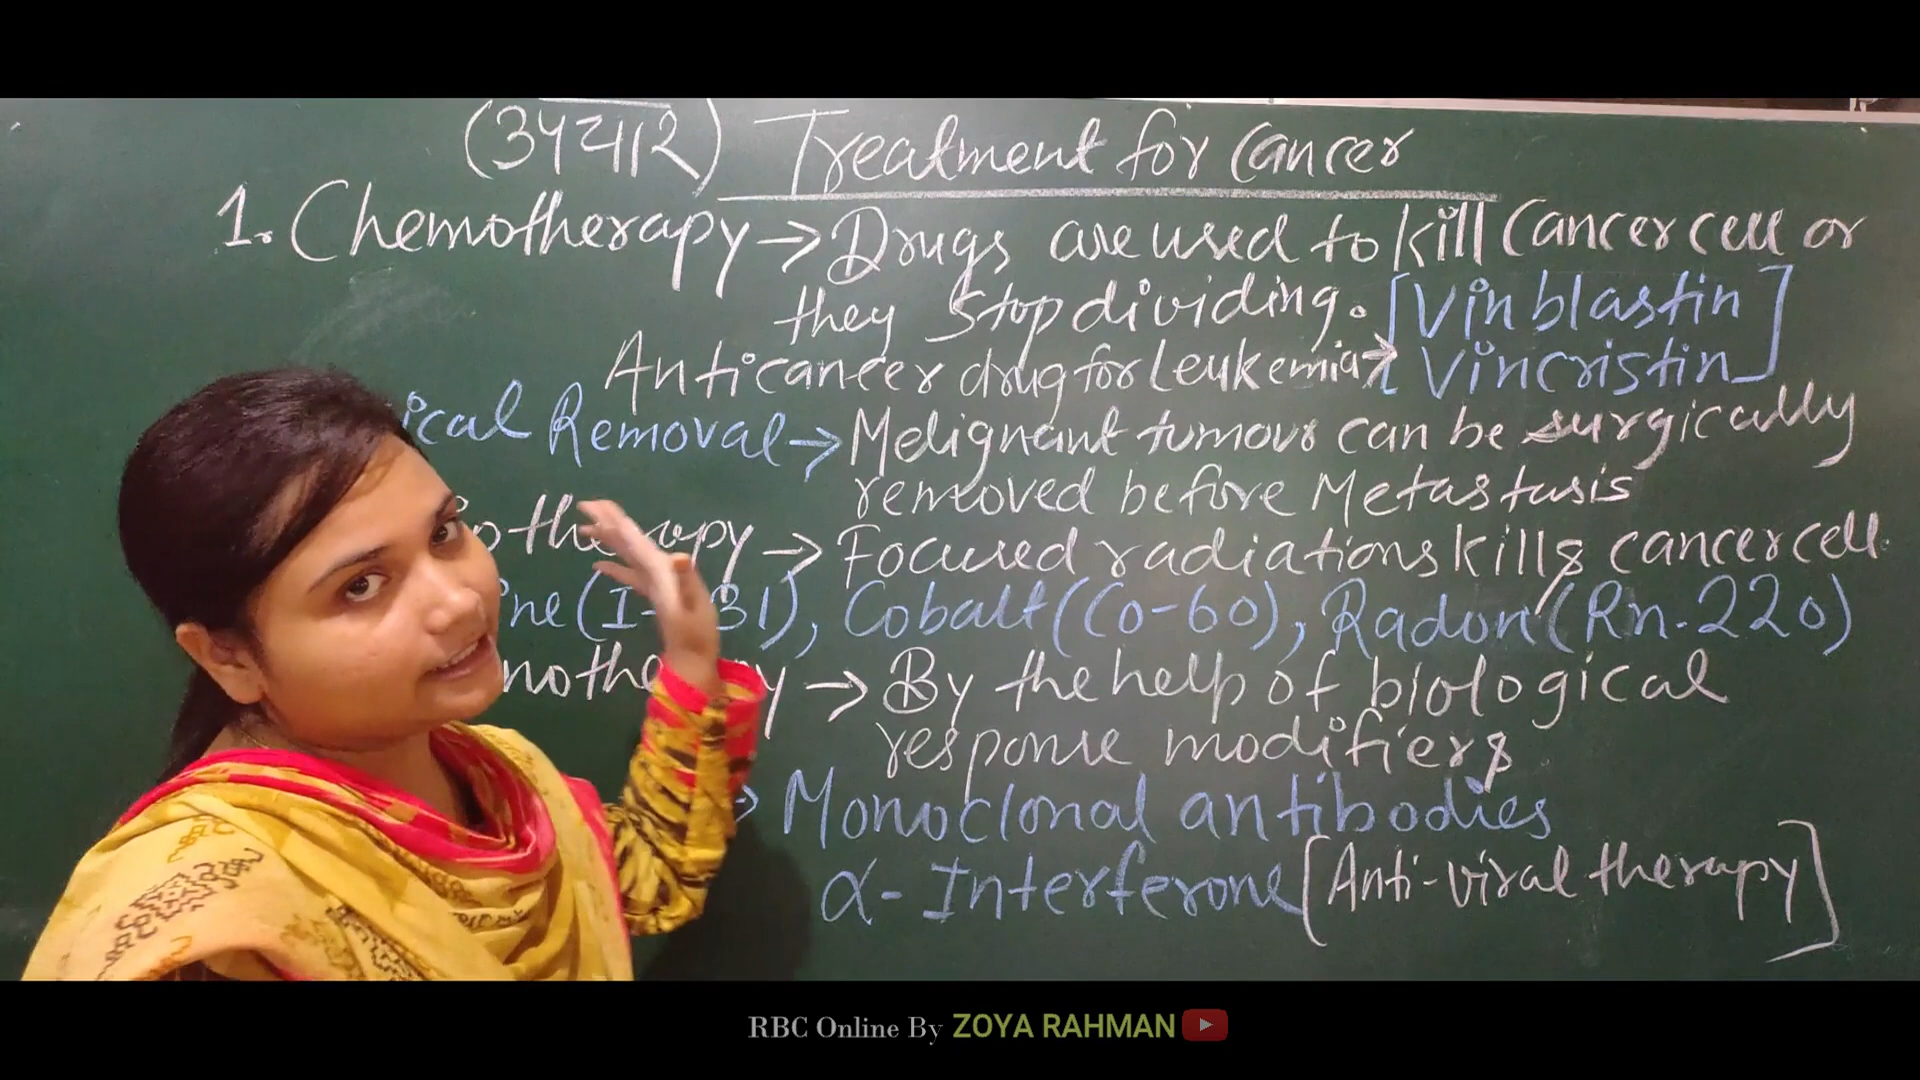 (उपचार) Treatment for Cancer
1. Chemotherapy → Drugs are used to kill Cancer cell or
they Stop dividing. [Vinblastin
Anticancer drug for Leukemia → Vincristin]
ical Removal → Melignant tumour can be surgically
removed before Metastasis
otherapy → Focused radiations kills cancer cell
ne (I-131), Cobalt (Co-60), Radon (Rn-220)
nothe y → By the help of biological
response modifiers
→ Monoclonal antibodies
α- Interferone [Anti-viral therapy]
RBC Online By ZOYA RAHMAN